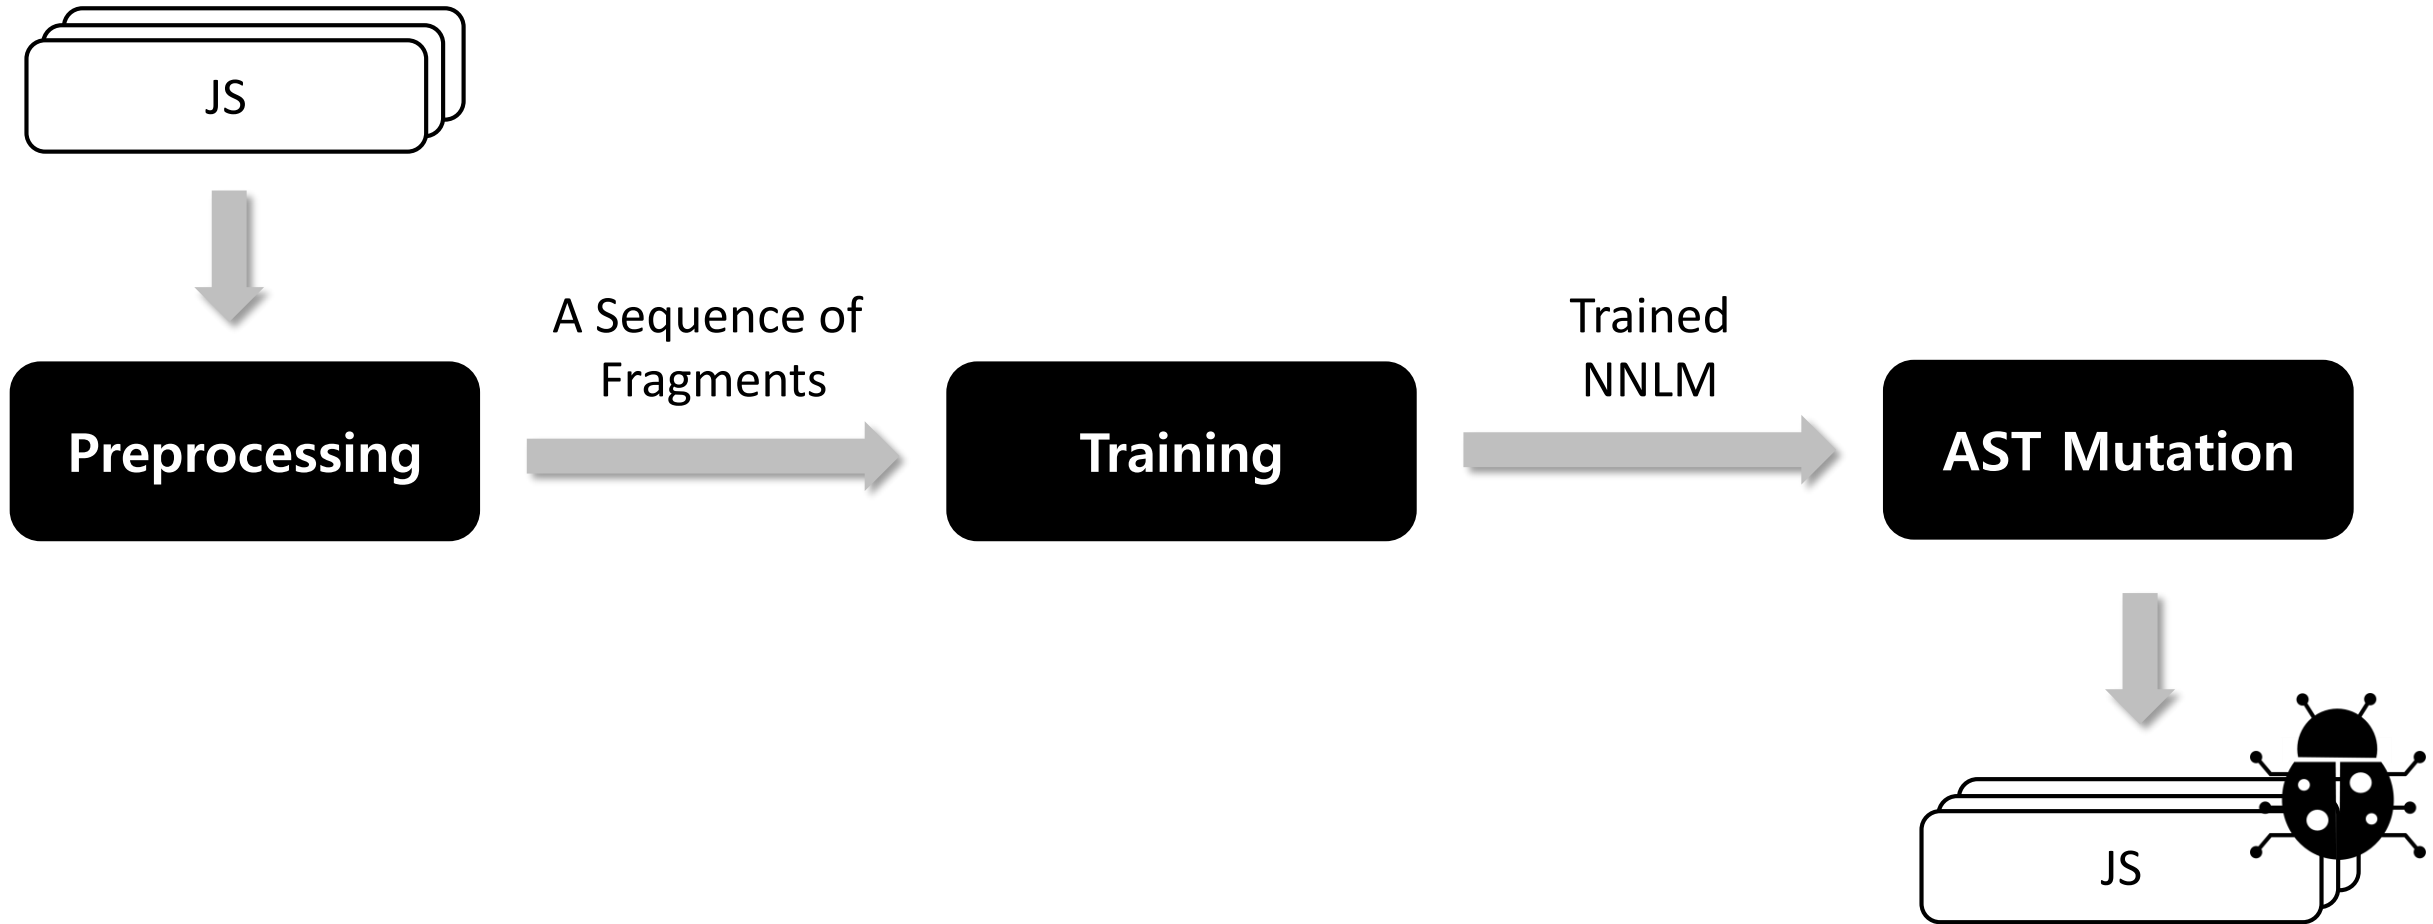 JS
A Sequence of
Fragments
Trained
NNLM
Preprocessing
Training
AST Mutation
JS